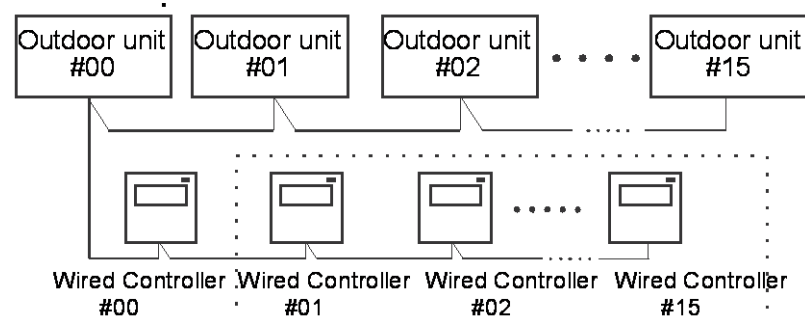 Outdoor unit
#00
Outdoor unit
#01
Outdoor unit
#02
Outdoor unit
#15
Wired Controller
#00
Wired Controller
#01
Wired Controller
#02
Wired Controller
#15